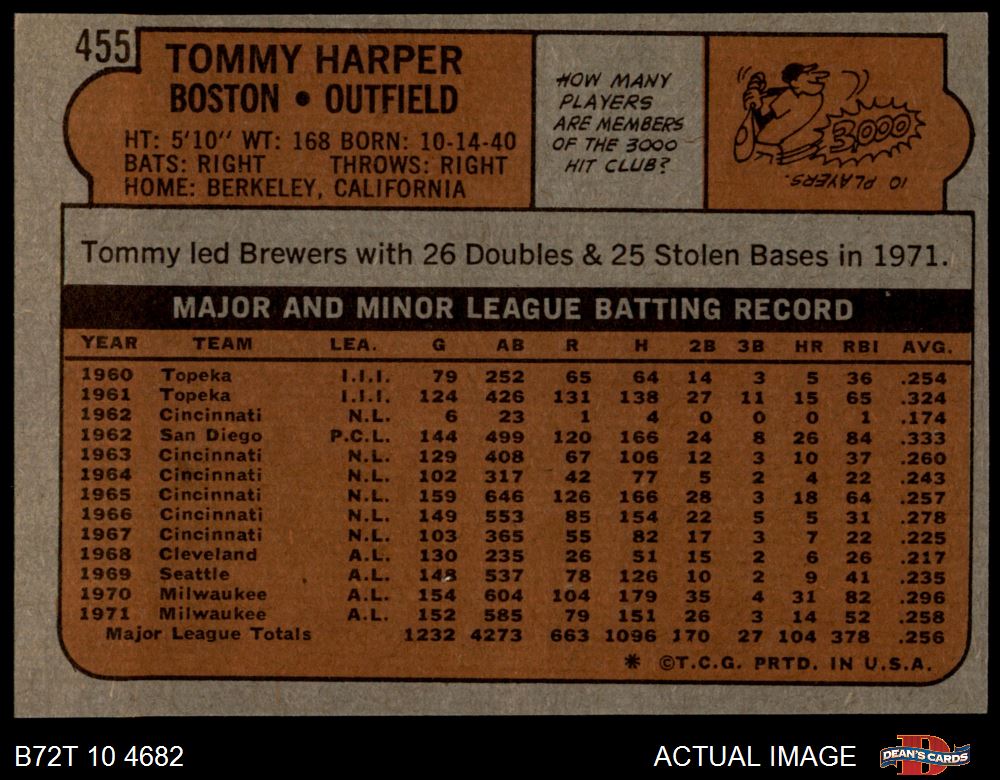 455
TOMMY HARPER
BOSTON • OUTFIELD
HT: 5'10" WT: 168 BORN: 10-14-40
BATS: RIGHT THROWS: RIGHT
HOME: BERKELEY, CALIFORNIA
HOW MANY
PLAYERS
ARE MEMBERS
OF THE 3000
HIT CLUB?
3,000
10 PLAYERS.
Tommy led Brewers with 26 Doubles & 25 Stolen Bases in 1971.
MAJOR AND MINOR LEAGUE BATTING RECORD
YEAR TEAM LEA. G AB R H 2B 3B HR RBI AVG.
1960 Topeka I.I.I. 79 252 65 64 14 3 5 36 .254
1961 Topeka I.I.I. 124 426 131 138 27 11 15 65 .324
1962 Cincinnati N.L. 6 23 1 4 0 0 0 1 .174
1962 San Diego P.C.L. 144 499 120 166 24 8 26 84 .333
1963 Cincinnati N.L. 129 408 67 106 12 3 10 37 .260
1964 Cincinnati N.L. 102 317 42 77 5 2 4 22 .243
1965 Cincinnati N.L. 159 646 126 166 28 3 18 64 .257
1966 Cincinnati N.L. 149 553 85 154 22 5 5 31 .278
1967 Cincinnati N.L. 103 365 55 82 17 3 7 22 .225
1968 Cleveland A.L. 130 235 26 51 15 2 6 26 .217
1969 Seattle A.L. 148 537 78 126 10 2 9 41 .235
1970 Milwaukee A.L. 154 604 104 179 35 4 31 82 .296
1971 Milwaukee A.L. 152 585 79 151 26 3 14 52 .258
Major League Totals 1232 4273 663 1096 170 27 104 378 .256
* ©T.C.G. PRTD. IN U.S.A.
B72T 10 4682
ACTUAL IMAGE
DEAN'S CARDS